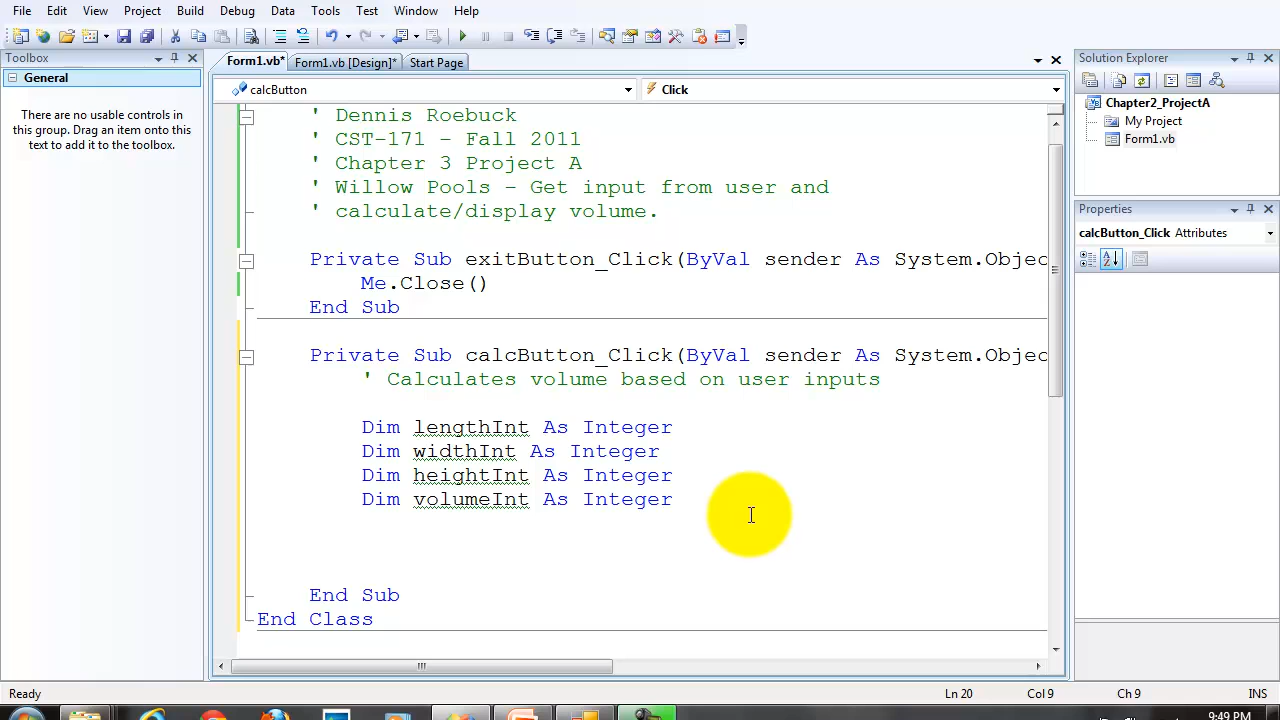 File Edit View Project Build Debug Data Tools Test Window Help
Toolbox
General
There are no usable controls in
this group. Drag an item onto this
text to add it to the toolbox.
Form1.vb* Form1.vb [Design]* Start Page
calcButton Click
' Dennis Roebuck
' CST-171 - Fall 2011
' Chapter 3 Project A
' Willow Pools - Get input from user and
' calculate/display volume.
Private Sub exitButton_Click(ByVal sender As System.Objec
Me.Close()
End Sub
Private Sub calcButton_Click(ByVal sender As System.Objec
' Calculates volume based on user inputs
Dim lengthInt As Integer
Dim widthInt As Integer
Dim heightInt As Integer
Dim volumeInt As Integer
End Sub
End Class
Solution Explorer
Chapter2_ProjectA
My Project
Form1.vb
Properties
calcButton_Click Attributes
Ready Ln 20 Col 9 Ch 9 INS
9:49 PM